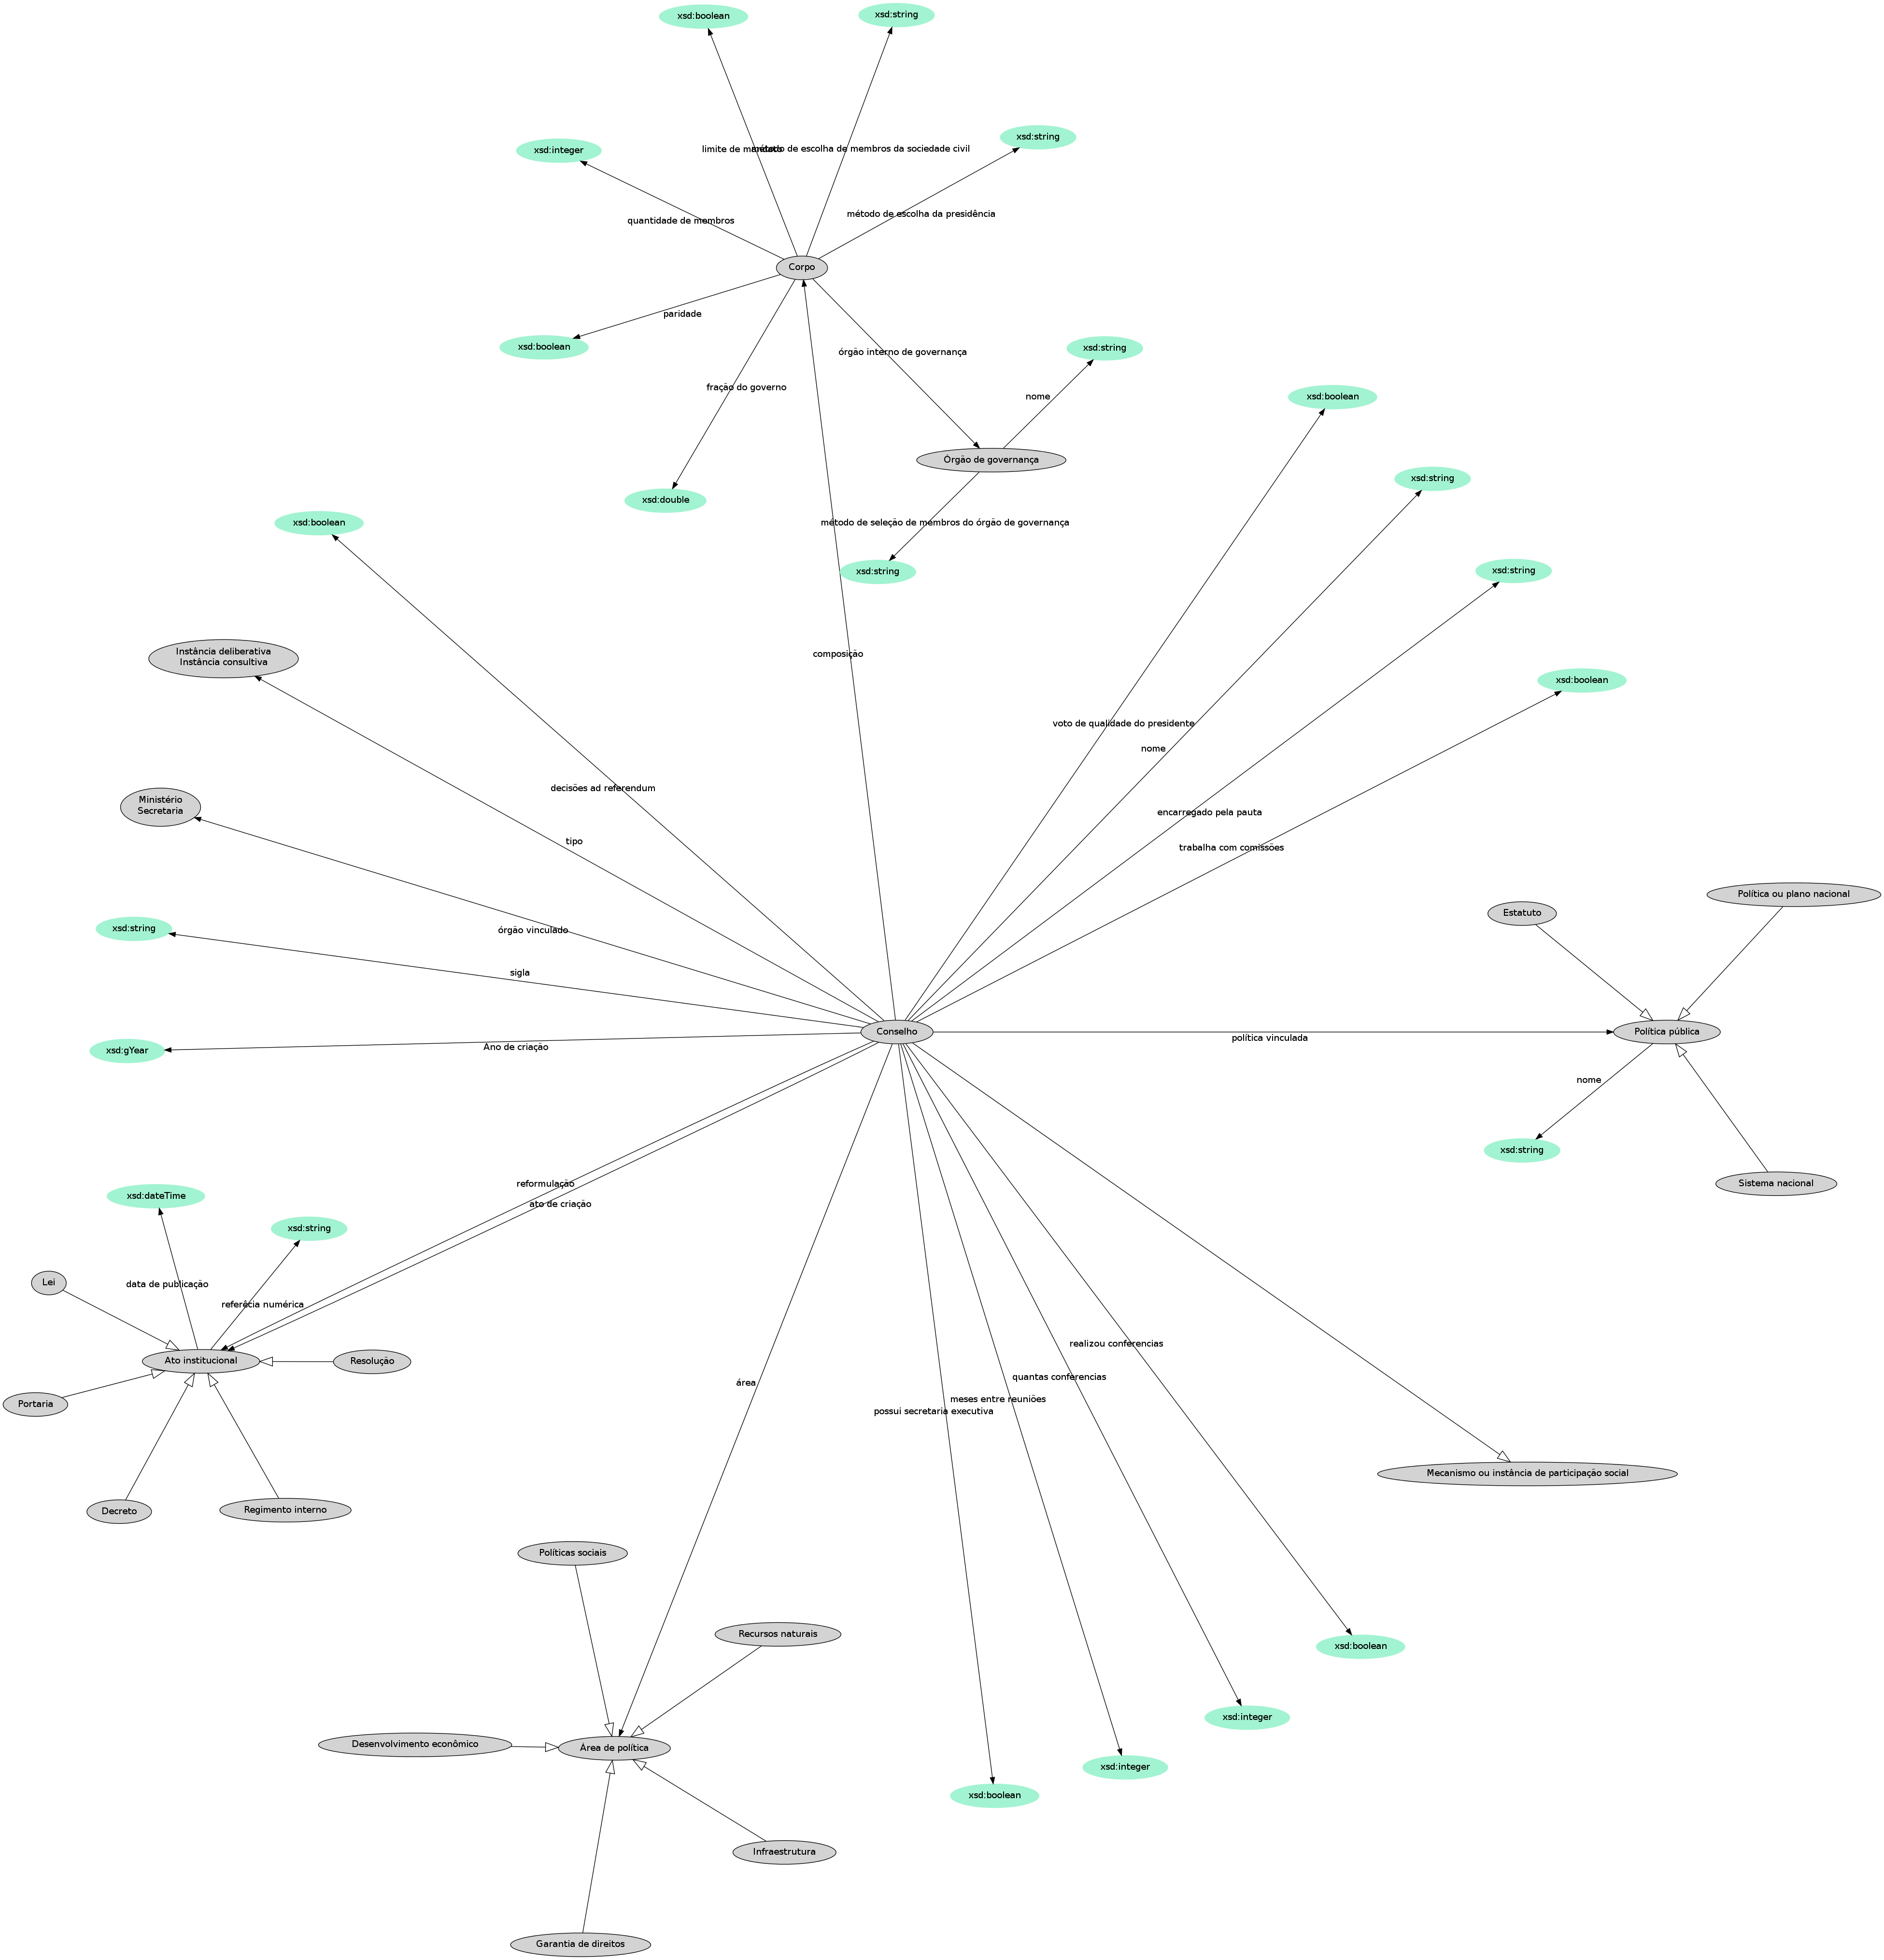 xsd:boolean
xsd:string
xsd:string
xsd:integer
limite de mandato
método de escolha de membros da sociedade civil
método de escolha da presidência
quantidade de membros
Corpo
paridade
xsd:boolean
órgão interno de governança
xsd:string
fração do governo
nome
xsd:boolean
Órgão de governança
xsd:string
xsd:double
xsd:boolean
método de seleção de membros do órgão de governança
xsd:string
xsd:string
Instância deliberativa
Instância consultiva
composição
xsd:boolean
voto de qualidade do presidente
nome
decisões ad referendum
Ministério
Secretaria
encarregado pela pauta
tipo
trabalha com comissões
Política ou plano nacional
Estatuto
xsd:string
órgão vinculado
sigla
Conselho
Política pública
política vinculada
xsd:gYear
Ano de criação
nome
xsd:string
reformulação
Sistema nacional
xsd:dateTime
ato de criação
xsd:string
Lei
data de publicação
referêcia numérica
realizou conferencias
Ato institucional
Resolução
quantas conferencias
área
meses entre reuniões
Portaria
possui secretaria executiva
Mecanismo ou instância de participação social
Decreto
Regimento interno
Políticas sociais
Recursos naturais
xsd:boolean
xsd:integer
Desenvolvimento econômico
Área de política
xsd:integer
xsd:boolean
Infraestrutura
Garantia de direitos